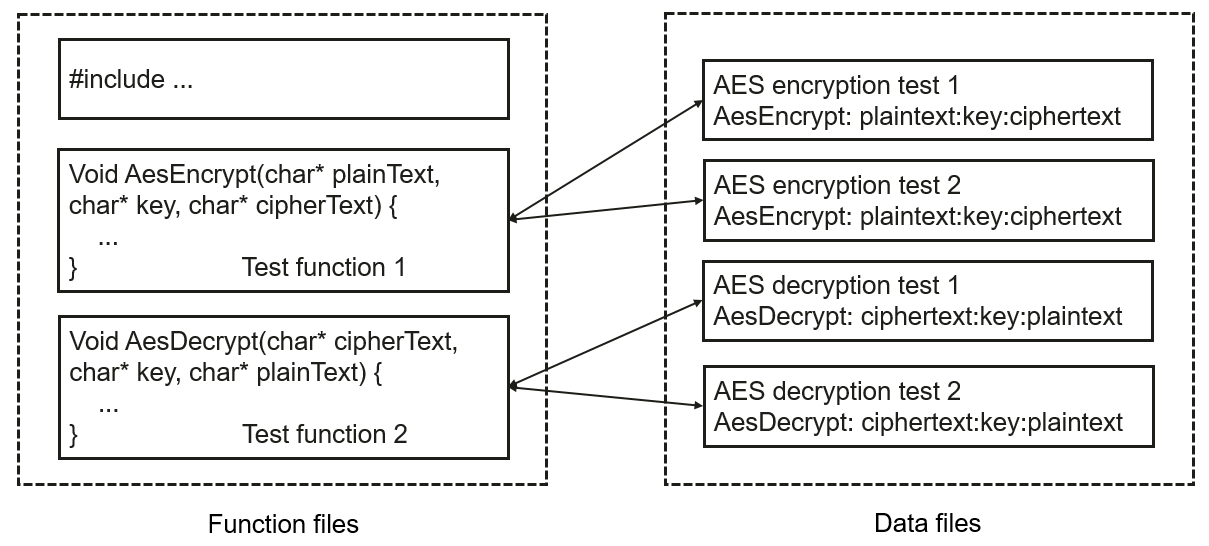 #include ...
Void AesEncrypt(char* plainText,
char* key, char* cipherText) {
...
} Test function 1
Void AesDecrypt(char* cipherText,
char* key, char* plainText) {
...
} Test function 2
Function files
AES encryption test 1
AesEncrypt: plaintext:key:ciphertext
AES encryption test 2
AesEncrypt: plaintext:key:ciphertext
AES decryption test 1
AesDecrypt: ciphertext:key:plaintext
AES decryption test 2
AesDecrypt: ciphertext:key:plaintext
Data files